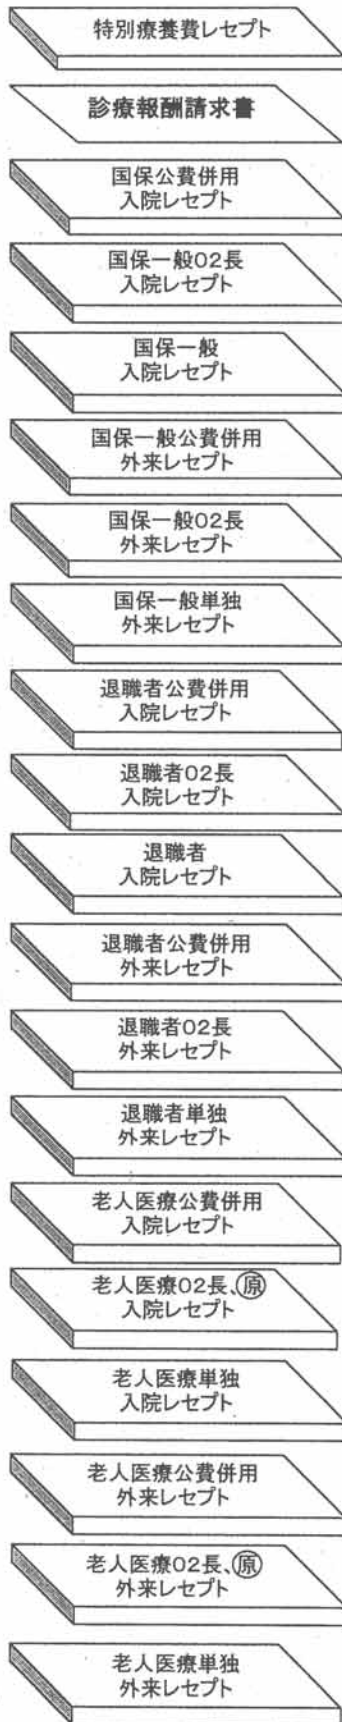 特別療養費レセプト
診療報酬請求書
国保公費併用
入院レセプト
国保一般02長
入院レセプト
国保一般
入院レセプト
国保一般公費併用
外来レセプト
国保一般02長
外来レセプト
国保一般単独
外来レセプト
退職者公費併用
入院レセプト
退職者02長
入院レセプト
退職者
入院レセプト
退職者公費併用
外来レセプト
退職者02長
外来レセプト
退職者単独
外来レセプト
老人医療公費併用
入院レセプト
老人医療02長、㊝
入院レセプト
老人医療単独
入院レセプト
老人医療公費併用
外来レセプト
老人医療02長、原
外来レセプト
老人医療単独
外来レセプト